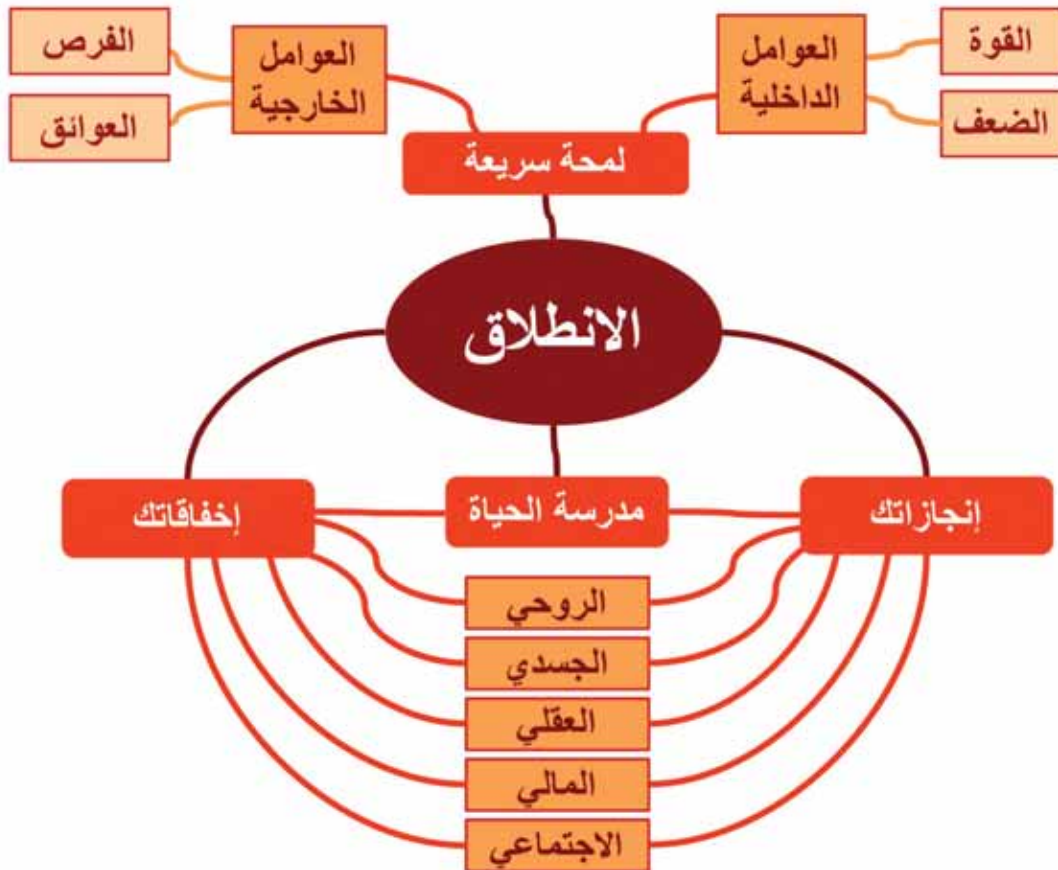 القوة
الضعف
العوامل
الداخلية
العوامل
الخارجية
الفرص
العوائق
لمحة سريعة
الانطلاق
إنجازاتك
مدرسة الحياة
إخفاقاتك
الروحي
الجسدي
العقلي
المالي
الاجتماعي